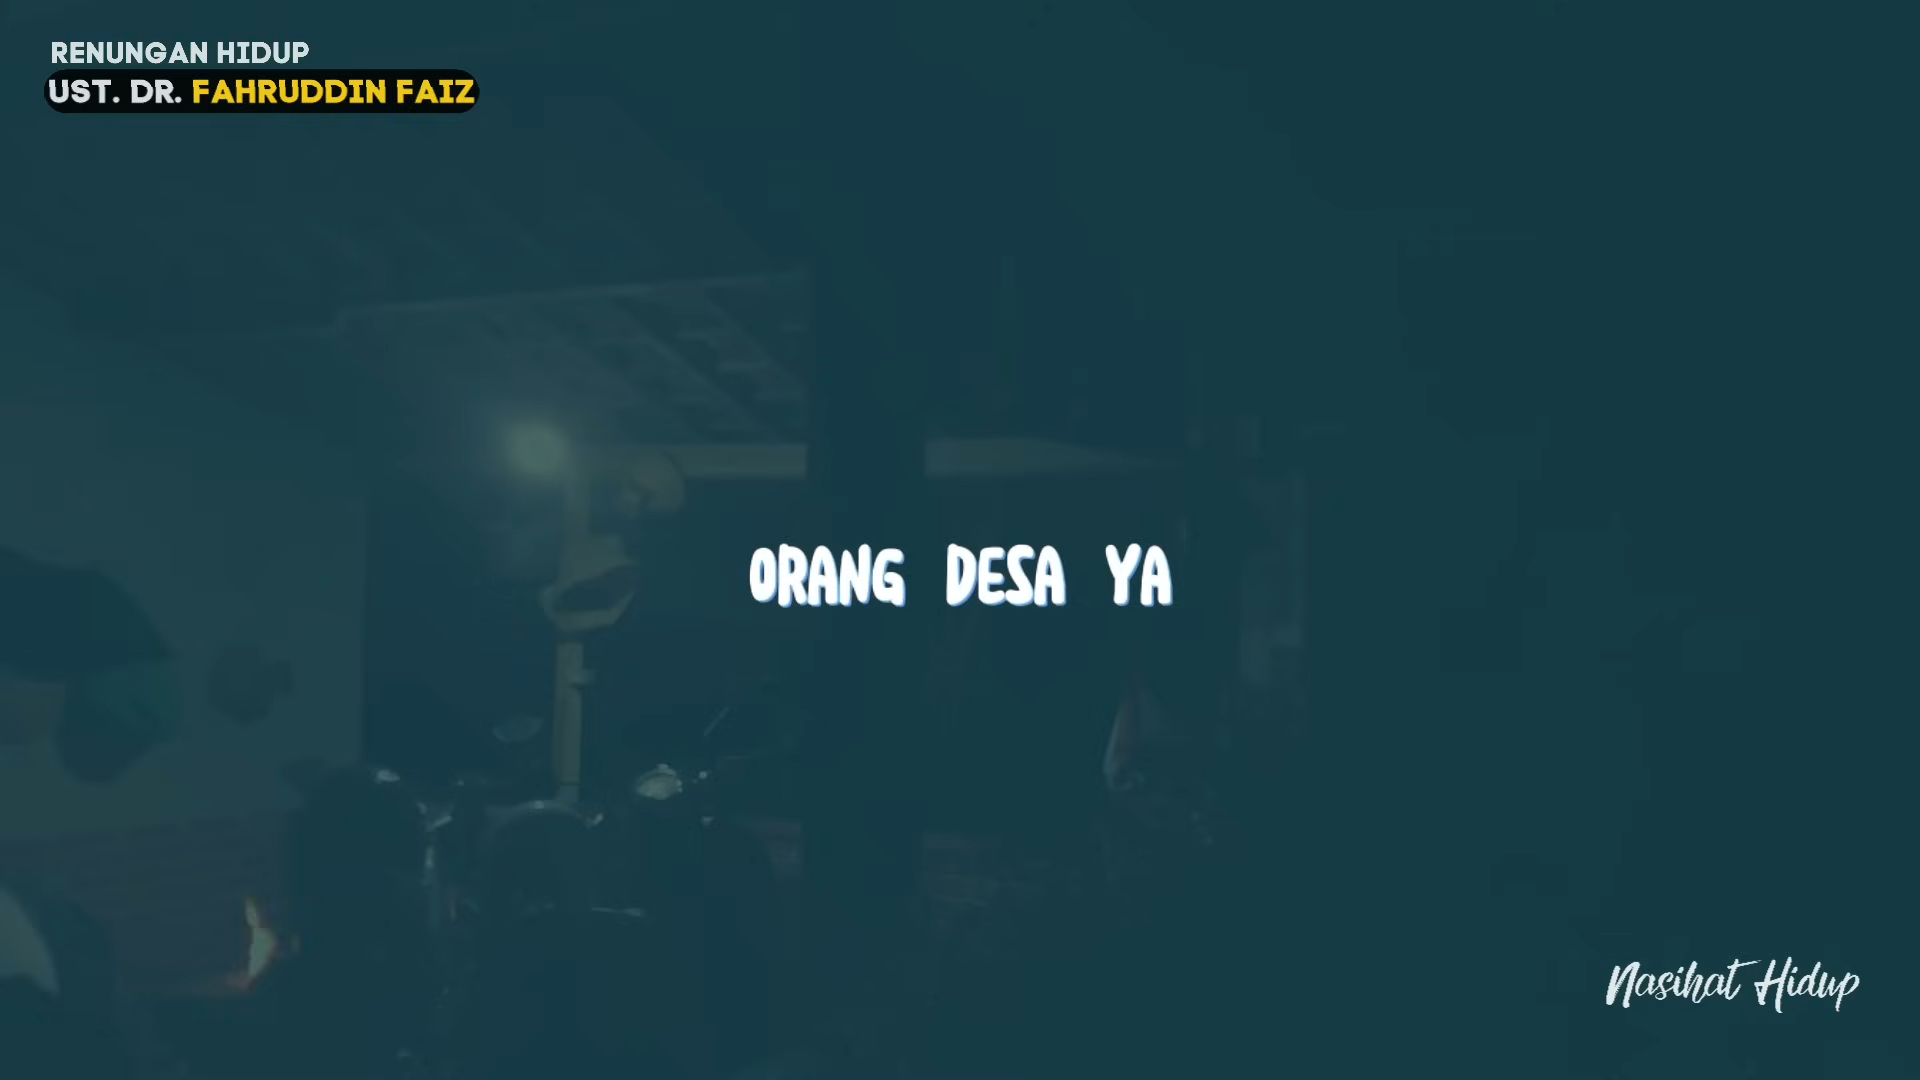 RENUNGAN HIDUP
UST. DR. FAHRUDDIN FAIZ
ORANG DESA YA
Nasihat Hidup